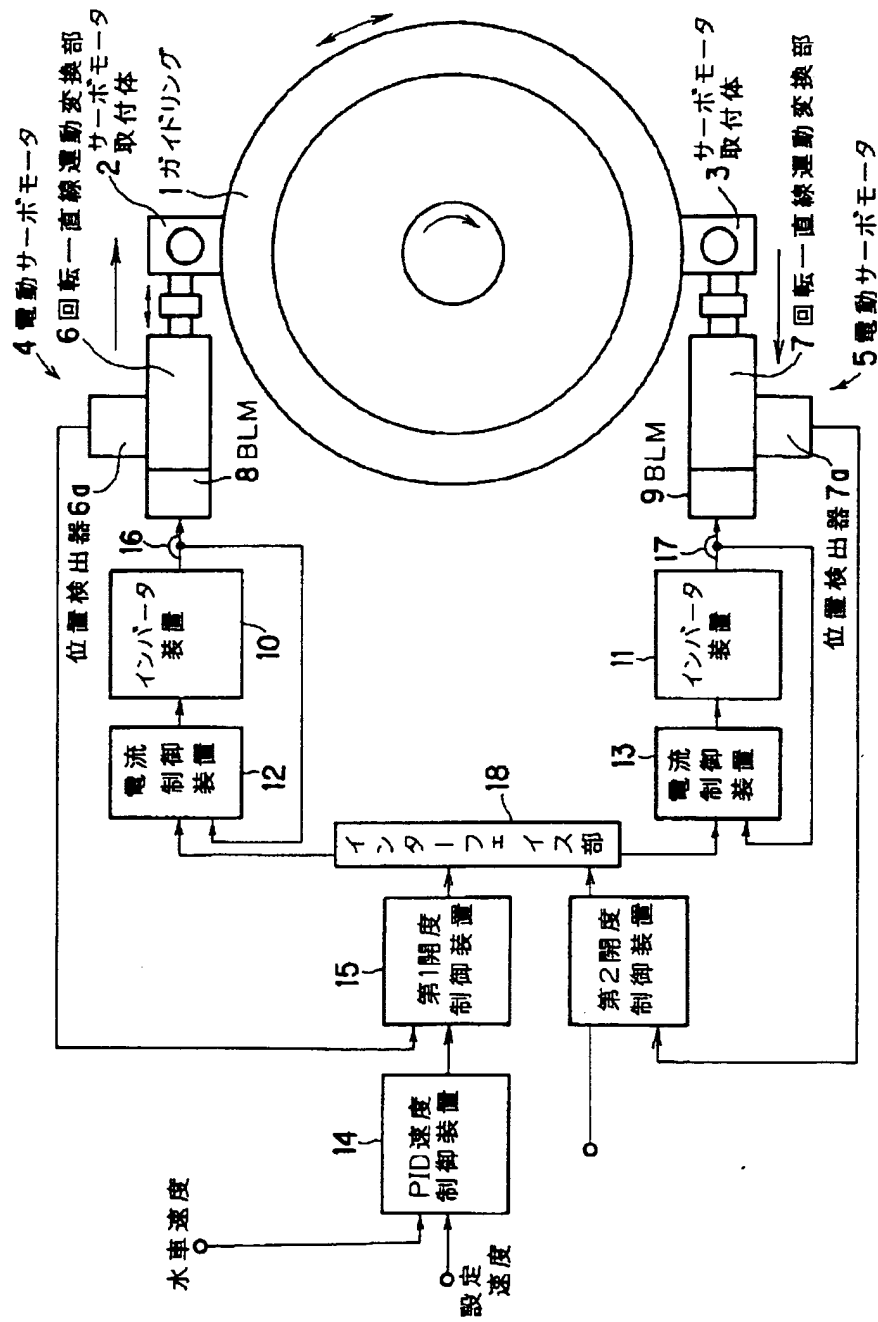 4 電動サーボモータ
6 回転ー直線運動変換部
2 サーボモータ
取付体
1 ガイドリング
位置検出器 6a
8 BLM
16
インバータ
装置
10
電流
制御
装置
12
インターフェイス部
18
第1開度
制御装置
15
PID速度
制御装置
14
水車速度
設定
速度
第2開度
制御装置
電流
制御
装置
13
インバータ
装置
11
17
9 BLM
位置検出器 7a
3 サーボモータ
取付体
7 回転ー直線運動変換部
5 電動サーボモータ